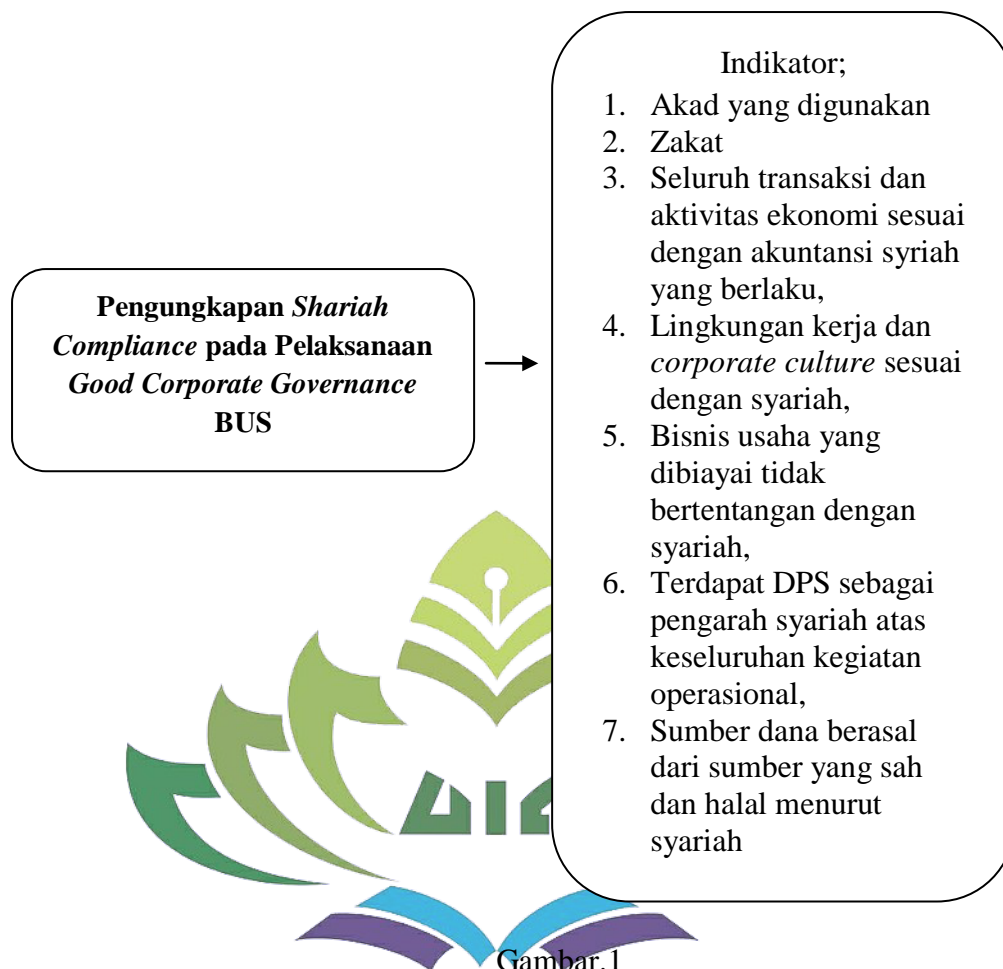 Pengungkapan Shariah
Compliance pada Pelaksanaan
Good Corporate Governance
BUS
Indikator;
1. Akad yang digunakan
2. Zakat
3. Seluruh transaksi dan
aktivitas ekonomi sesuai
dengan akuntansi syriah
yang berlaku,
4. Lingkungan kerja dan
corporate culture sesuai
dengan syariah,
5. Bisnis usaha yang
dibiayai tidak
bertentangan dengan
syariah,
6. Terdapat DPS sebagai
pengarah syariah atas
keseluruhan kegiatan
operasional,
7. Sumber dana berasal
dari sumber yang sah
dan halal menurut
syariah
Gambar.1